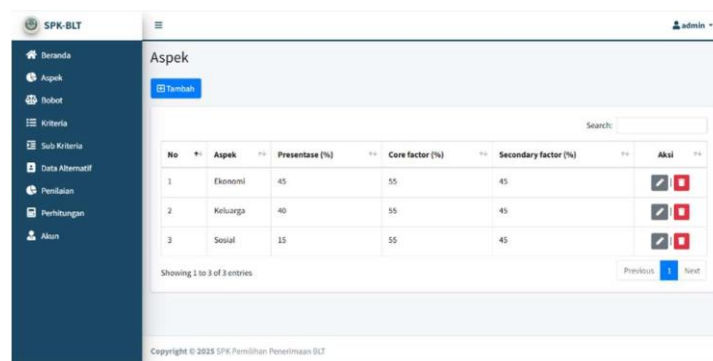 SPK-BLT
admin
Beranda
Aspek
Bobot
Kriteria
Sub Kriteria
Data Alternatif
Penilaian
Perhitungan
Akun
Aspek
Tambah
Search:
No Aspek Presentase (%) Core factor (%) Secondary factor (%) Aksi
1 Ekonomi 45 55 45
2 Keluarga 40 55 45
3 Sosial 15 55 45
Showing 1 to 3 of 3 entries
Previous 1 Next
Copyright © 2025 SPK Pemilihan Penerimaan BLT